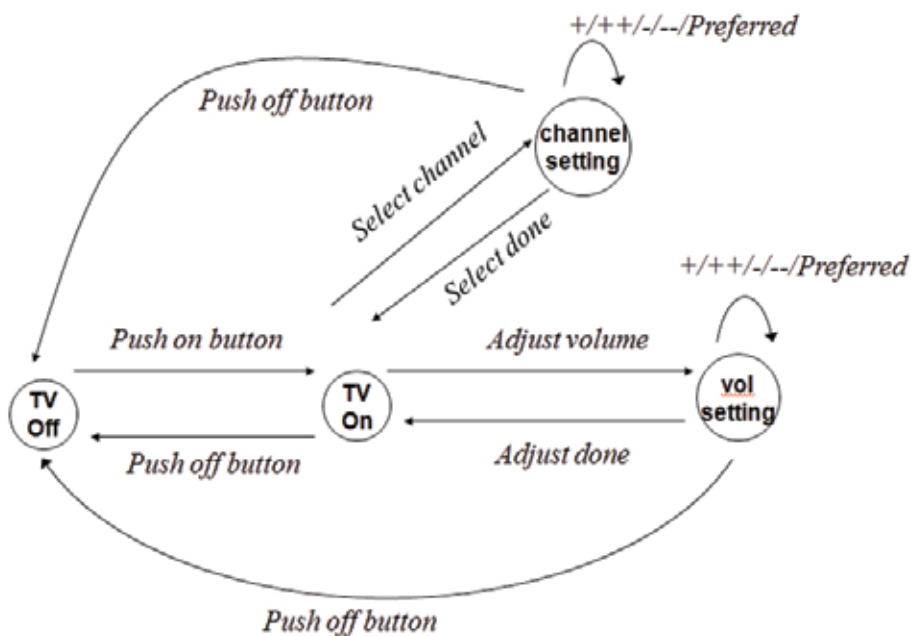 +/++/-/--/Preferred
Push off button
channel
setting
Select channel
Select done
+/++/-/--/Preferred
Push on button
Adjust volume
TV
Off
TV
On
vol
setting
Push off button
Adjust done
Push off button